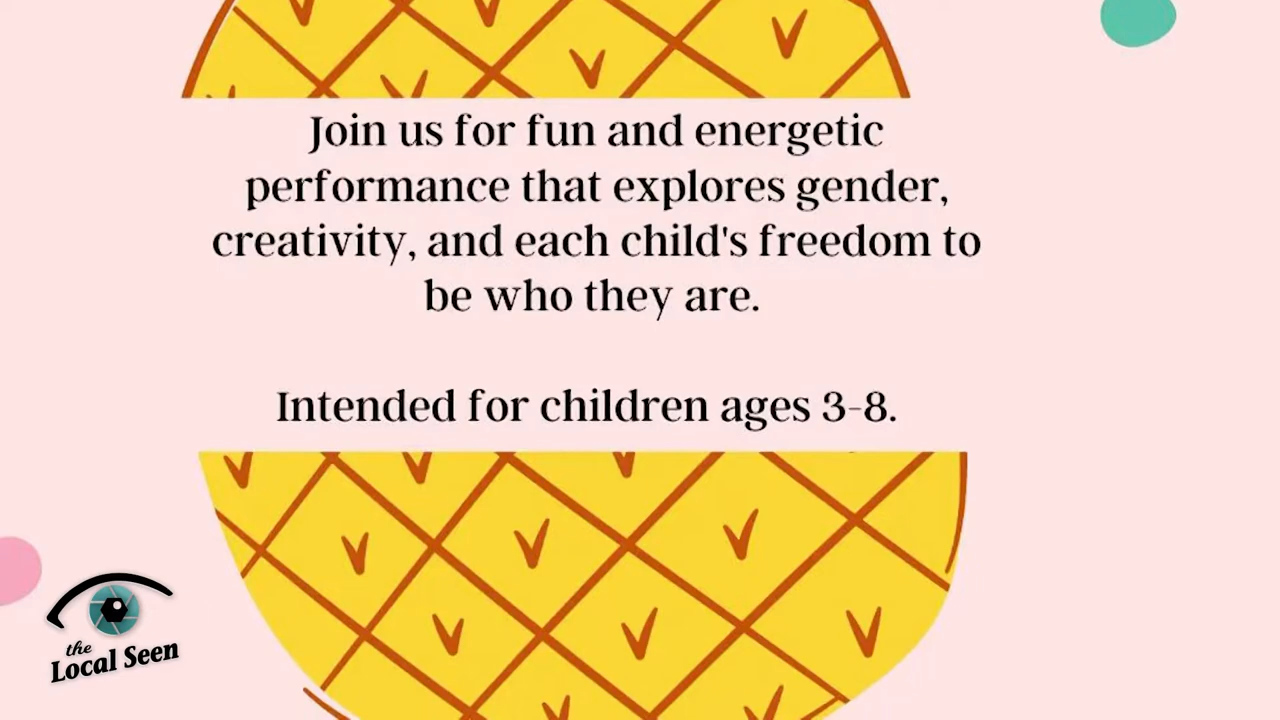 Join us for fun and energetic
performance that explores gender,
creativity, and each child's freedom to
be who they are.
Intended for children ages 3-8.
the
Local Seen